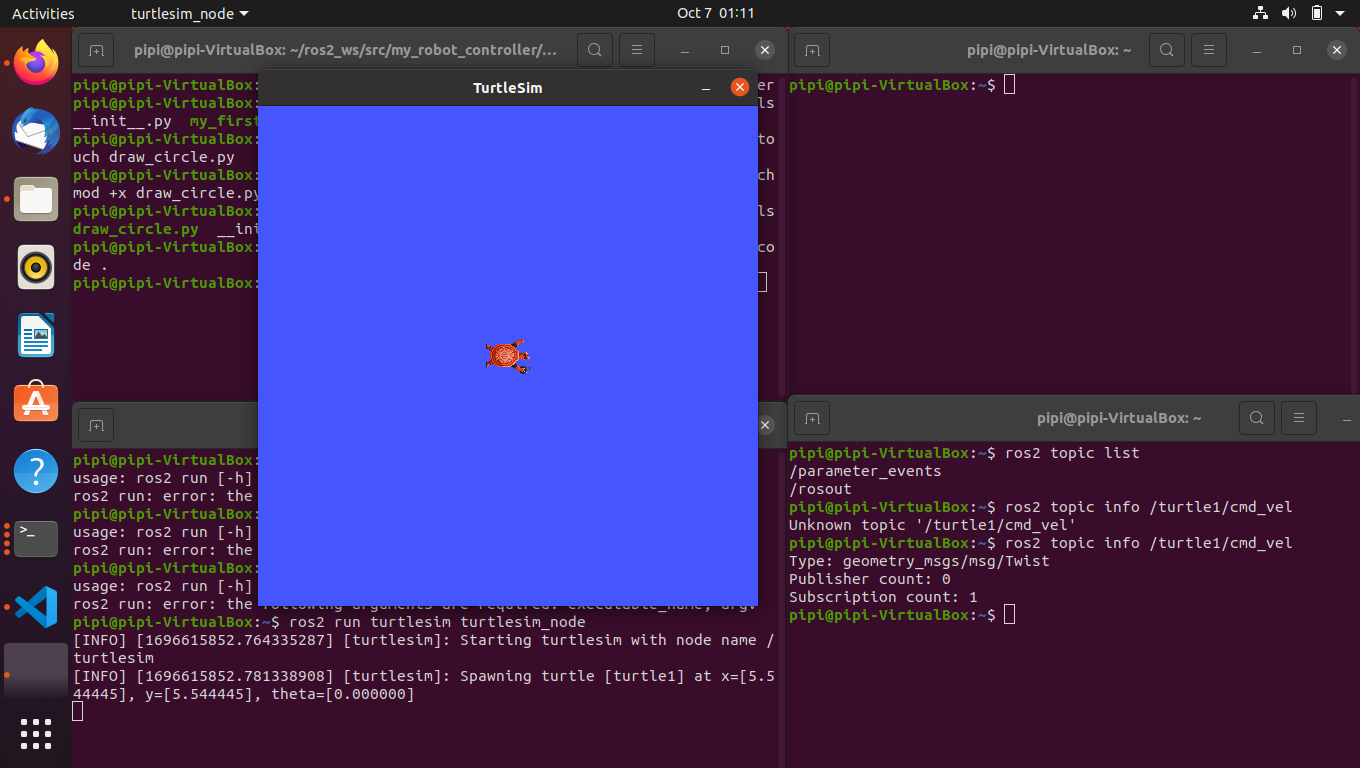 Activities
turtlesim_node
Oct 7 01:11
pipi@pipi-VirtualBox: ~/ros2_ws/src/my_robot_controller/...
pipi@pipi-VirtualBox: er
pipi@pipi-VirtualBox: ls
__init__.py my_first
pipi@pipi-VirtualBox: to
uch draw_circle.py
pipi@pipi-VirtualBox: ch
mod +x draw_circle.py
pipi@pipi-VirtualBox: ls
draw_circle.py __ini
pipi@pipi-VirtualBox: co
de .
pipi@pipi-VirtualBox:
TurtleSim
pipi@pipi-VirtualBox: ~
pipi@pipi-VirtualBox:~$
pipi@pipi-VirtualBox:
usage: ros2 run [-h]
ros2 run: error: the
pipi@pipi-VirtualBox:
usage: ros2 run [-h]
ros2 run: error: the
pipi@pipi-VirtualBox:
usage: ros2 run [-h]
ros2 run: error: the following arguments are required: executable_name, argv
pipi@pipi-VirtualBox:~$ ros2 run turtlesim turtlesim_node
[INFO] [1696615852.764335287] [turtlesim]: Starting turtlesim with node name /
turtlesim
[INFO] [1696615852.781338908] [turtlesim]: Spawning turtle [turtle1] at x=[5.5
44445], y=[5.544445], theta=[0.000000]
pipi@pipi-VirtualBox: ~
pipi@pipi-VirtualBox:~$ ros2 topic list
/parameter_events
/rosout
pipi@pipi-VirtualBox:~$ ros2 topic info /turtle1/cmd_vel
Unknown topic '/turtle1/cmd_vel'
pipi@pipi-VirtualBox:~$ ros2 topic info /turtle1/cmd_vel
Type: geometry_msgs/msg/Twist
Publisher count: 0
Subscription count: 1
pipi@pipi-VirtualBox:~$